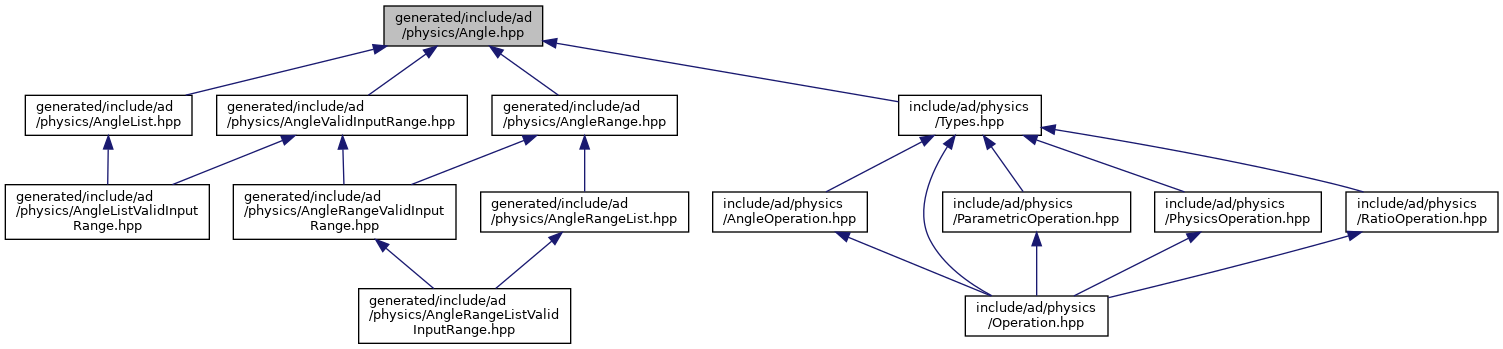 generated/include/ad
/physics/Angle.hpp
generated/include/ad
/physics/AngleList.hpp
generated/include/ad
/physics/AngleValidInputRange.hpp
generated/include/ad
/physics/AngleRange.hpp
include/ad/physics
/Types.hpp
generated/include/ad
/physics/AngleListValidInput
Range.hpp
generated/include/ad
/physics/AngleRangeValidInput
Range.hpp
generated/include/ad
/physics/AngleRangeList.hpp
include/ad/physics
/AngleOperation.hpp
include/ad/physics
/ParametricOperation.hpp
include/ad/physics
/PhysicsOperation.hpp
include/ad/physics
/RatioOperation.hpp
generated/include/ad
/physics/AngleRangeListValid
InputRange.hpp
include/ad/physics
/Operation.hpp